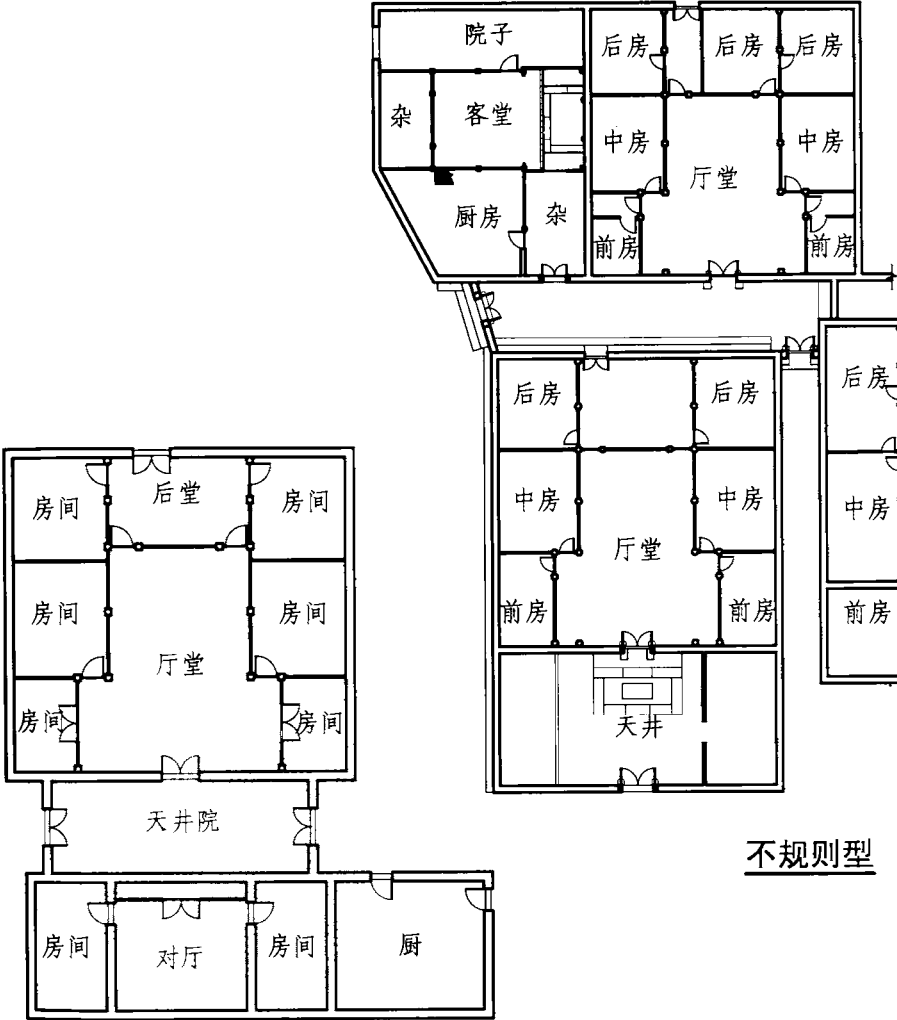 院子
后房
后房
后房
杂
客堂
中房
中房
厅堂
厨房
杂
前房
前房
后房
后房
后房
中房
中房
中房
厅堂
前房
前房
前房
天井
后堂
房间
房间
房间
房间
厅堂
房间
房间
天井院
不规则型
房间
对厅
房间
厨